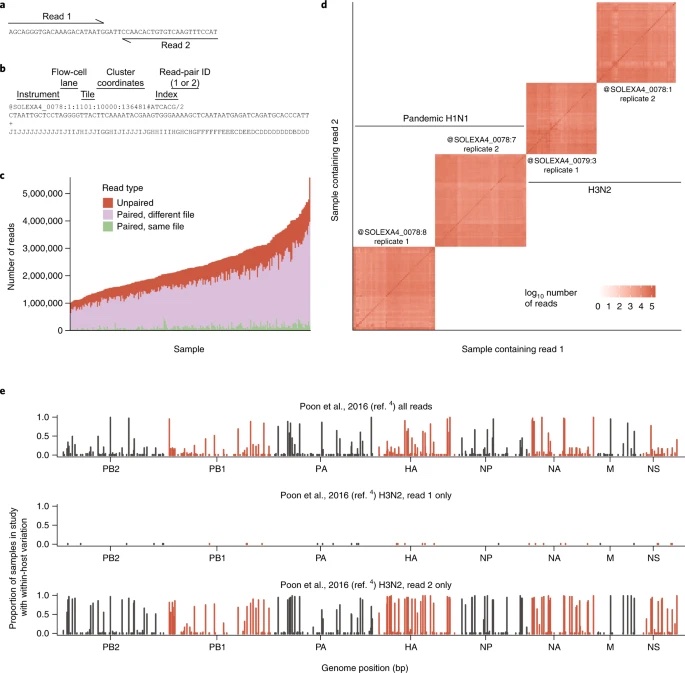 a
Read 1
AGCAGGGTGACAAAGACATAATGGATTCCAACACTGTGTCAAGTTTCCAT
Read 2
b
Flow-cell lane
Cluster coordinates
Read-pair ID (1 or 2)
Instrument
Tile
Index
@SOLEXA4_0078:1:1101:10000:136481#ATCACG/2
CTAATTGCTCCTAGGGGTTACTTCAAAATACGAAGTGGGAAAAGCTCAATAATGAGATCAGATGCACCCATT
+
c
Read type
Unpaired
Paired, different file
Paired, same file
Number of reads
5,000,000
4,000,000
3,000,000
2,000,000
1,000,000
0
Sample
d
Sample containing read 2
Pandemic H1N1
@SOLEXA4_0078:8
replicate 1
@SOLEXA4_0078:7
replicate 2
@SOLEXA4_0079:3
replicate 1
@SOLEXA4_0078:1
replicate 2
H3N2
log10 number
of reads
0 1 2 3 4 5
Sample containing read 1
e
Proportion of samples in study
with within-host variation
Poon et al., 2016 (ref. 4) all reads
1.0
0.5
0.0
PB2 PB1 PA HA NP NA M NS
Poon et al., 2016 (ref. 4) H3N2, read 1 only
1.0
0.5
0.0
PB2 PB1 PA HA NP NA M NS
Poon et al., 2016 (ref. 4) H3N2, read 2 only
1.0
0.5
0.0
PB2 PB1 PA HA NP NA M NS
Genome position (bp)